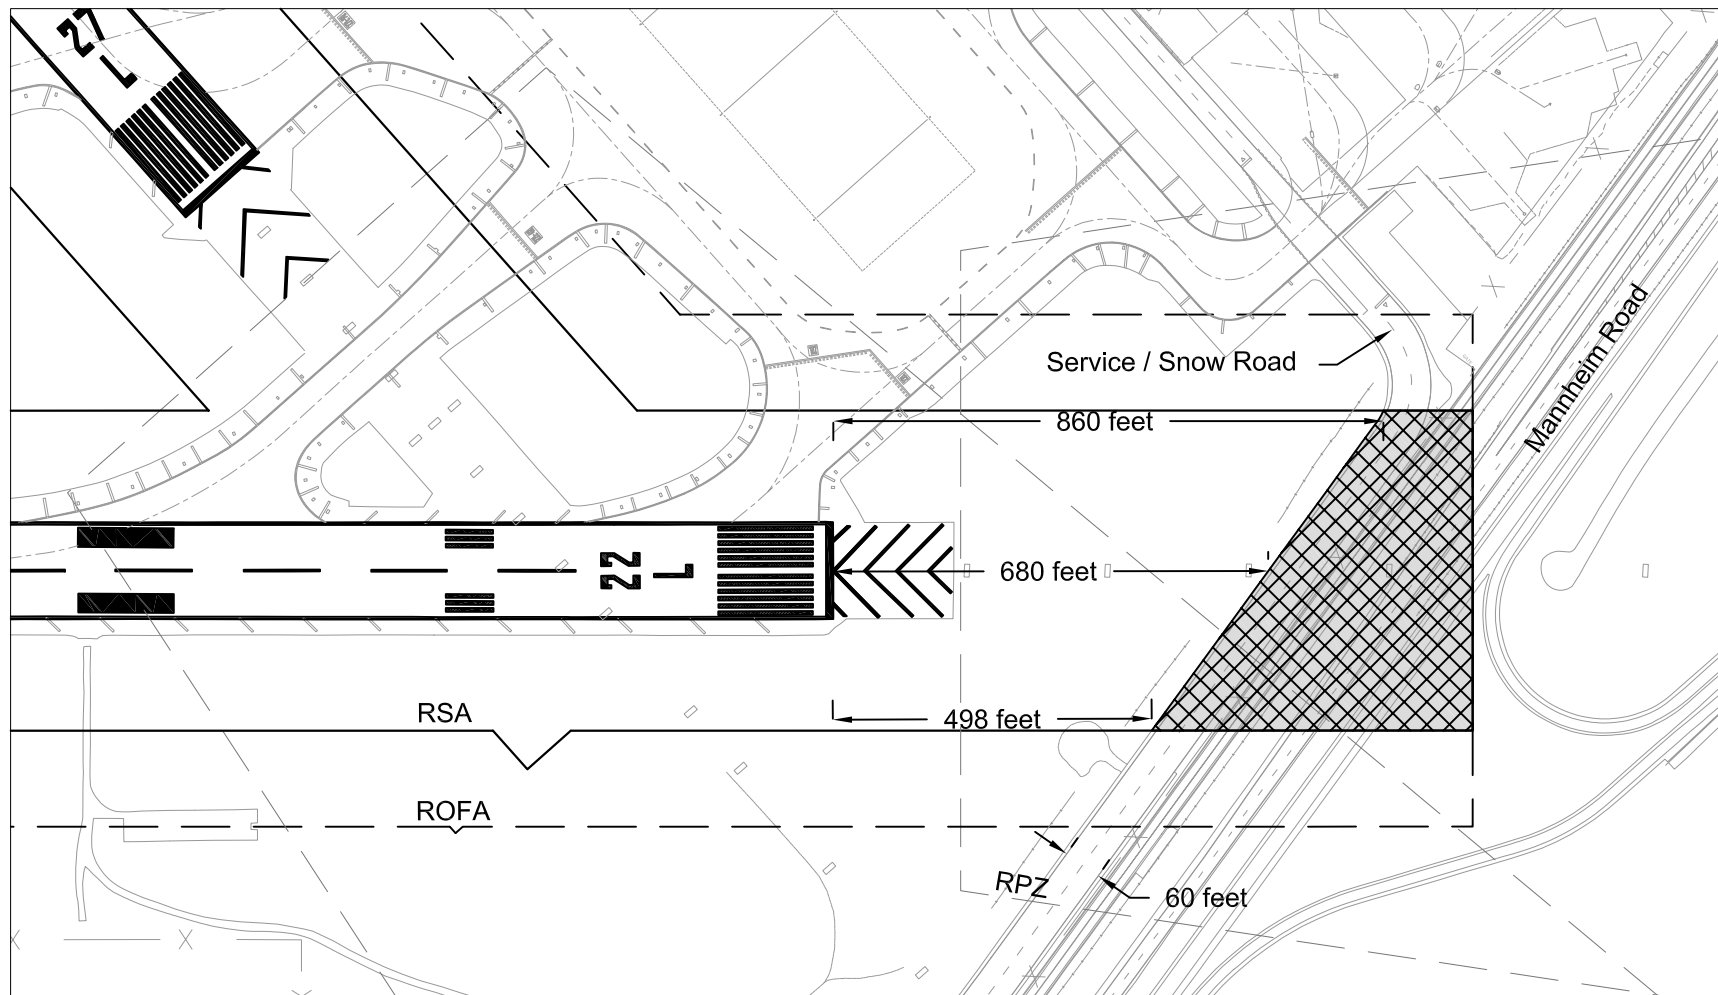 27
L
Service / Snow Road
Mannheim Road
860 feet
22
L
680 feet
RSA
498 feet
ROFA
RPZ
60 feet